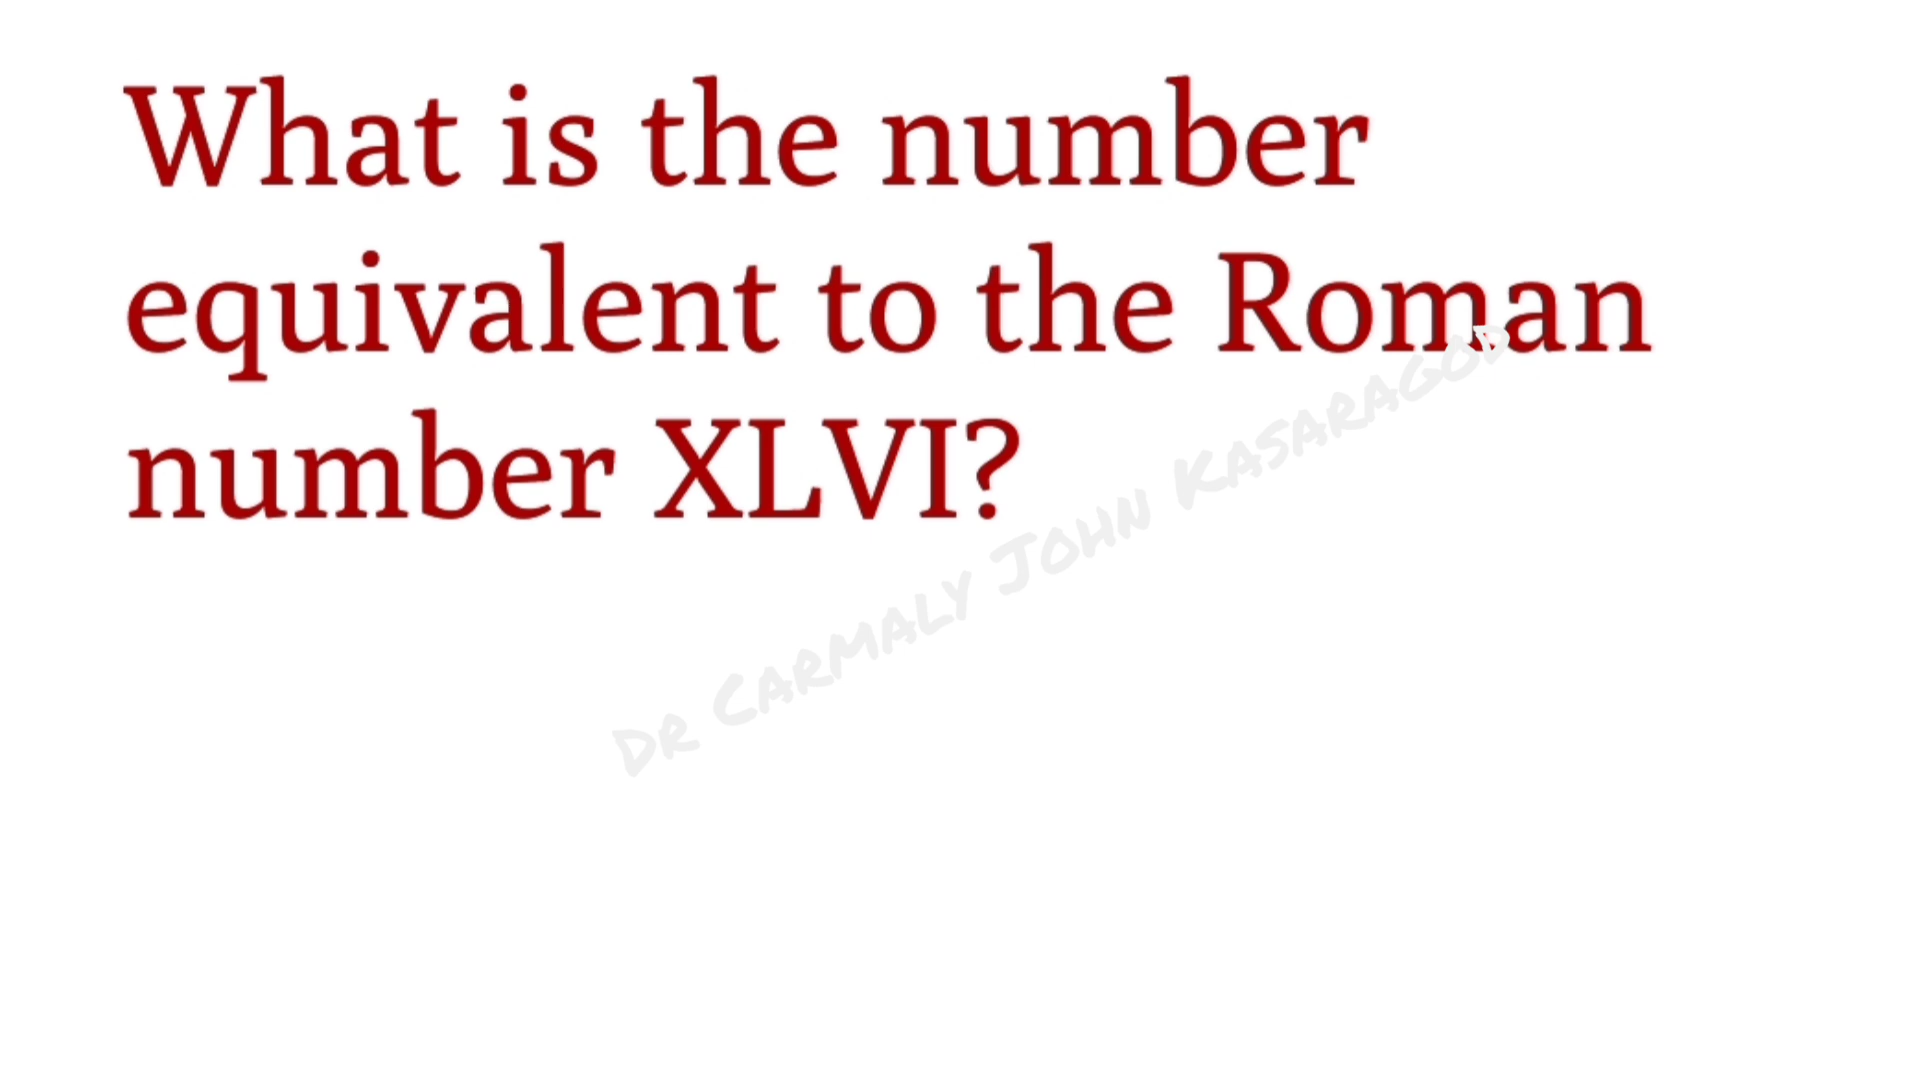 What is the number
equivalent to the Roman
number XLVI?
Dr Carmaly John Kasaragod